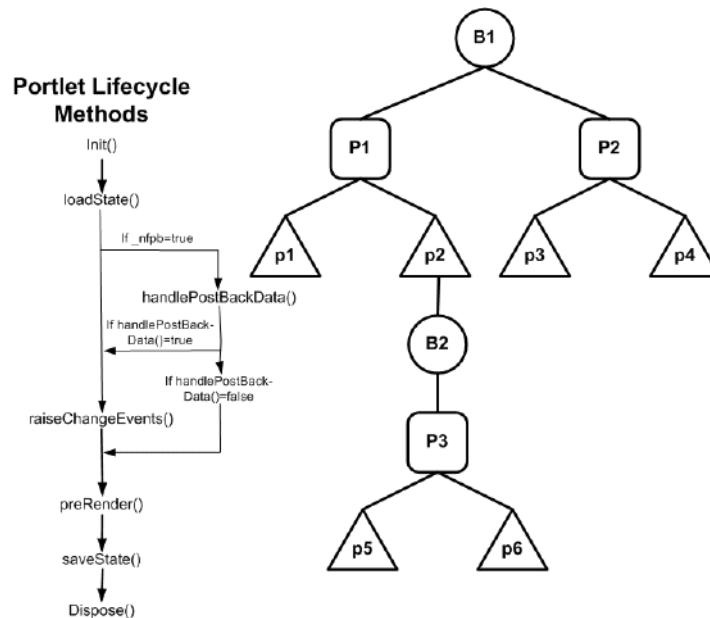 Portlet Lifecycle
Methods
Init()
loadState()
If _nfpb=true
handlePostBackData()
If handlePostBack-
Data()=true
If handlePostBack-
Data()=false
raiseChangeEvents()
preRender()
saveState()
Dispose()
B1
P1
P2
p1
p2
p3
p4
B2
P3
p5
p6